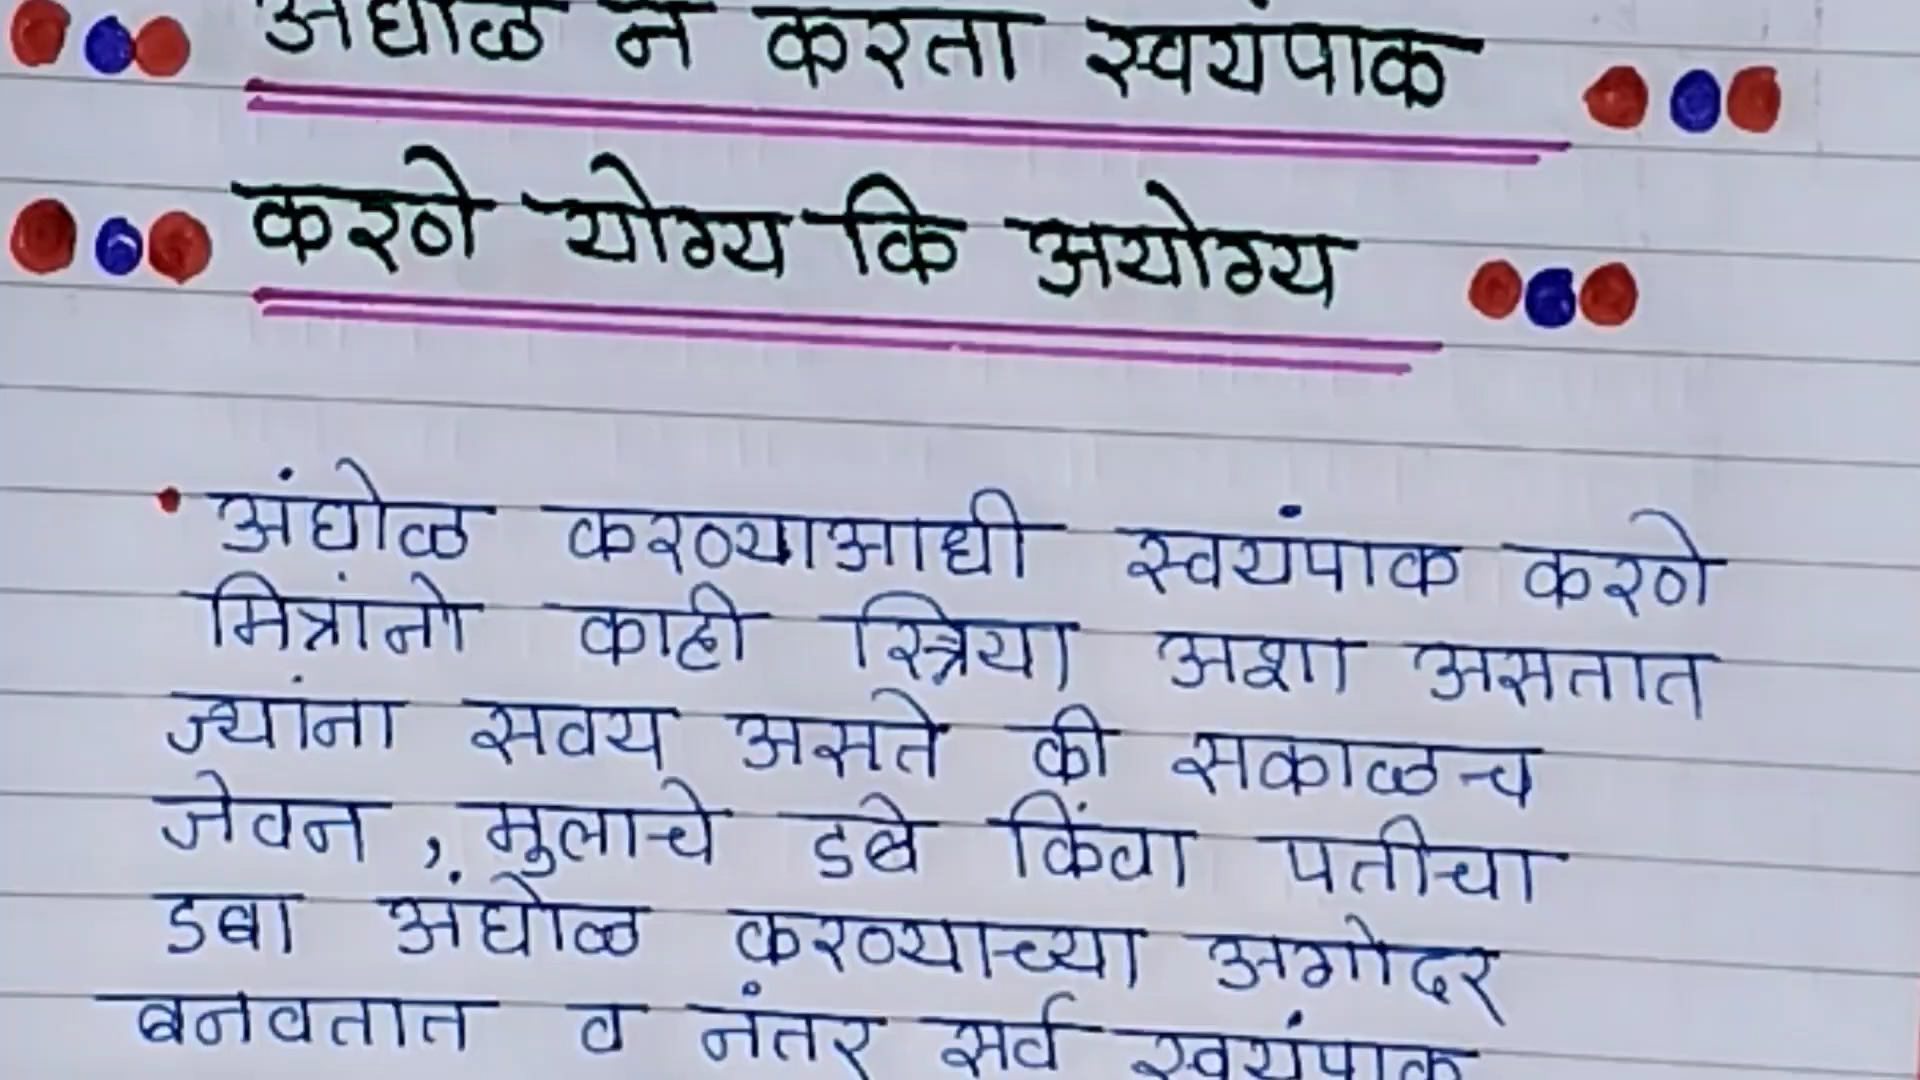 अंघोळ न करता स्वयंपाक
करणे योग्य कि अयोग्य
अंघोळ करण्याआधी स्वयंपाक करणे
मित्रांनो काही स्त्रिया अशा असतात
ज्यांना सवय असते की सकाळच
जेवन , मुलाचे डबे किंवा पतीचा
डबा अंघोळ करण्याच्या अगोदर
बनवतात व नंतर सर्व स्वयंपाक